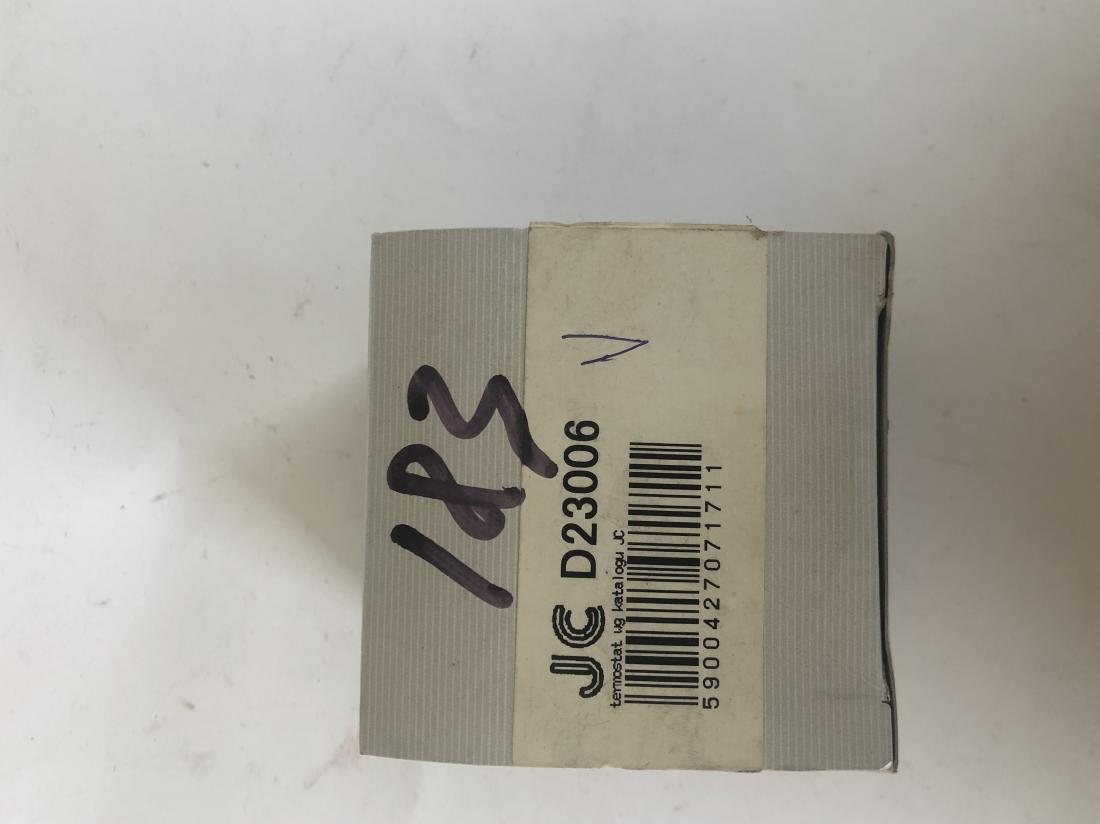 183
JC D23006
termostat wg katalogu JC
5900427071711